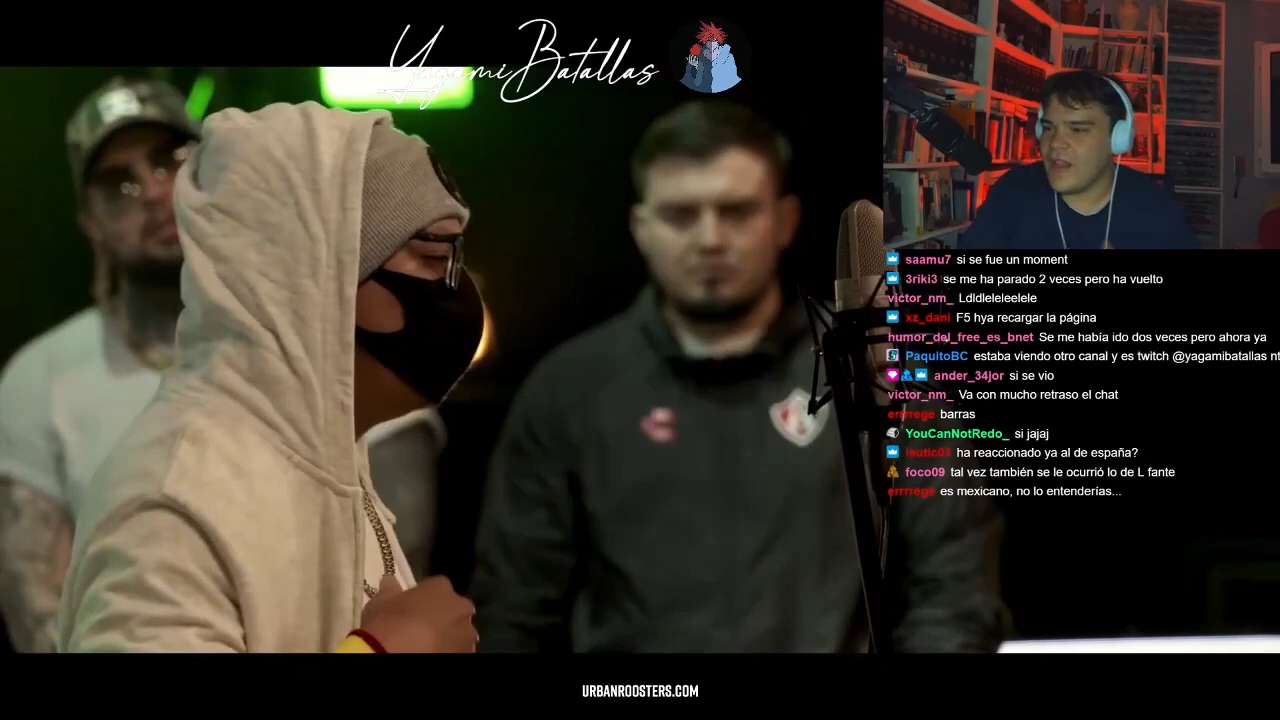 YagamiBatallas
saamu7 si se fue un moment
3riki3 se me ha parado 2 veces pero ha vuelto
victor_nm_ Ldldleleleelele
xz_dani F5 hya recargar la página
humor_del_free_es_bnet Se me había ido dos veces pero ahora ya
PaquitoBC estaba viendo otro canal y es twitch @yagamibatallas nt
ander_34jor si se vio
victor_nm_ Va con mucho retraso el chat
errrrego barras
YouCanNotRedo_ si jajaj
ha reaccionado ya al de españa?
foco09 tal vez también se le ocurrió lo de L fante
errrrego es mexicano, no lo entenderías...
URBANROOSTERS.COM